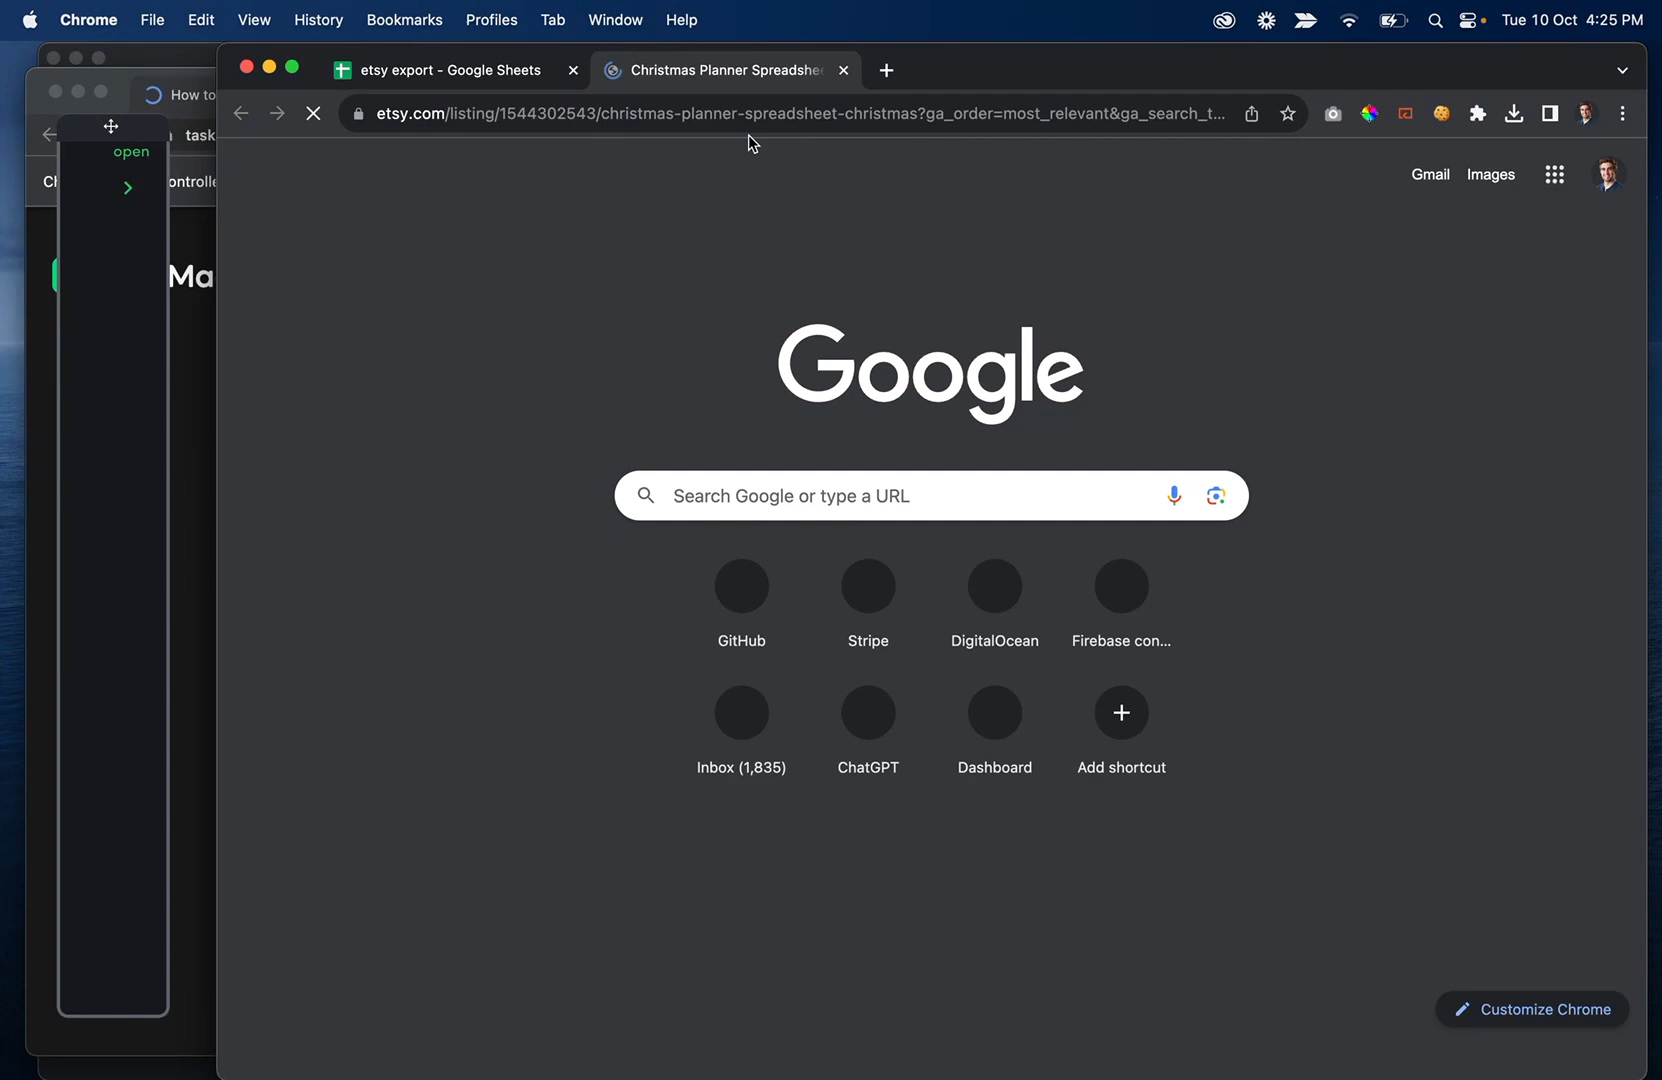 Chrome File Edit View History Bookmarks Profiles Tab Window Help Tue 10 Oct 4:25 PM
etsy export - Google Sheets Christmas Planner Spreadshe
How to
etsy.com/listing/1544302543/christmas-planner-spreadsheet-christmas?ga_order=most_relevant&ga_search_t...
task
open
Gmail Images
Ch ontrolle
Ma
Google
Search Google or type a URL
GitHub Stripe DigitalOcean Firebase con...
Inbox (1,835) ChatGPT Dashboard Add shortcut
Customize Chrome